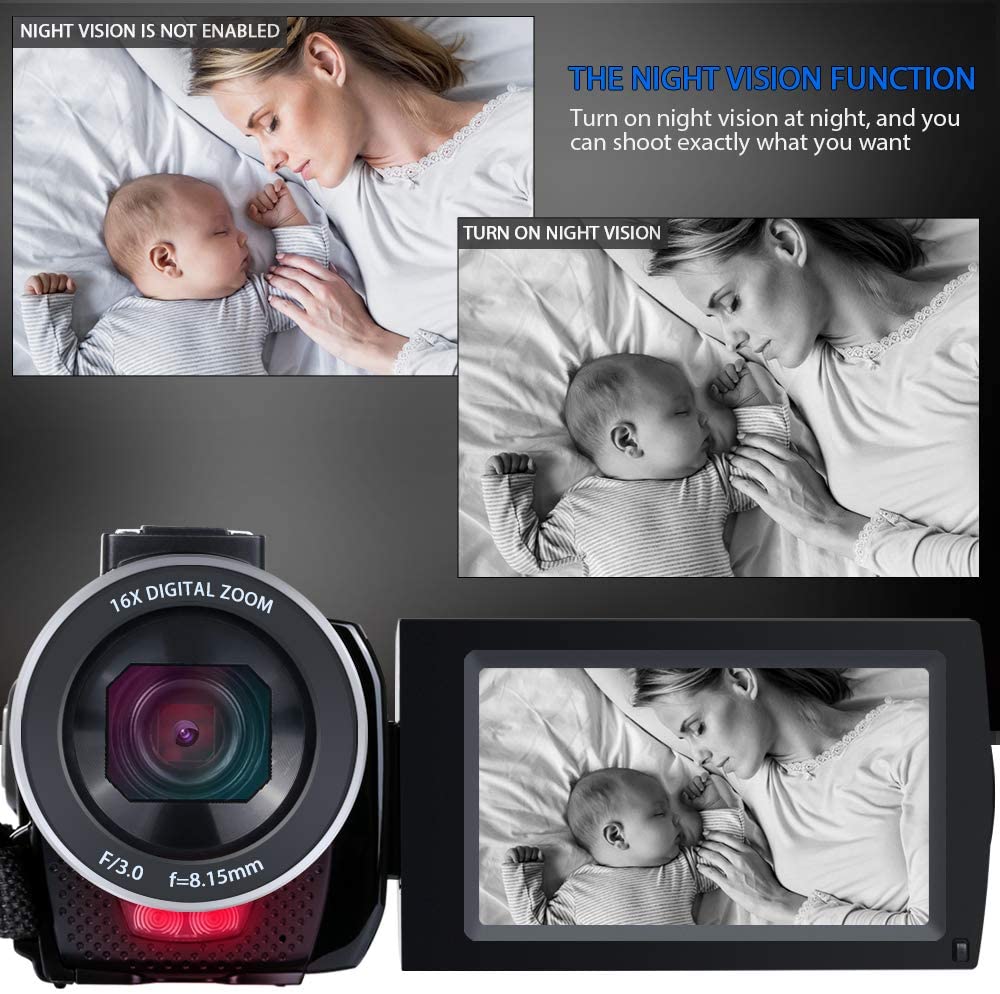 NIGHT VISION IS NOT ENABLED
THE NIGHT VISION FUNCTION
Turn on night vision at night, and you
can shoot exactly what you want
TURN ON NIGHT VISION
16X DIGITAL ZOOM
F/3.0 f=8.15mm